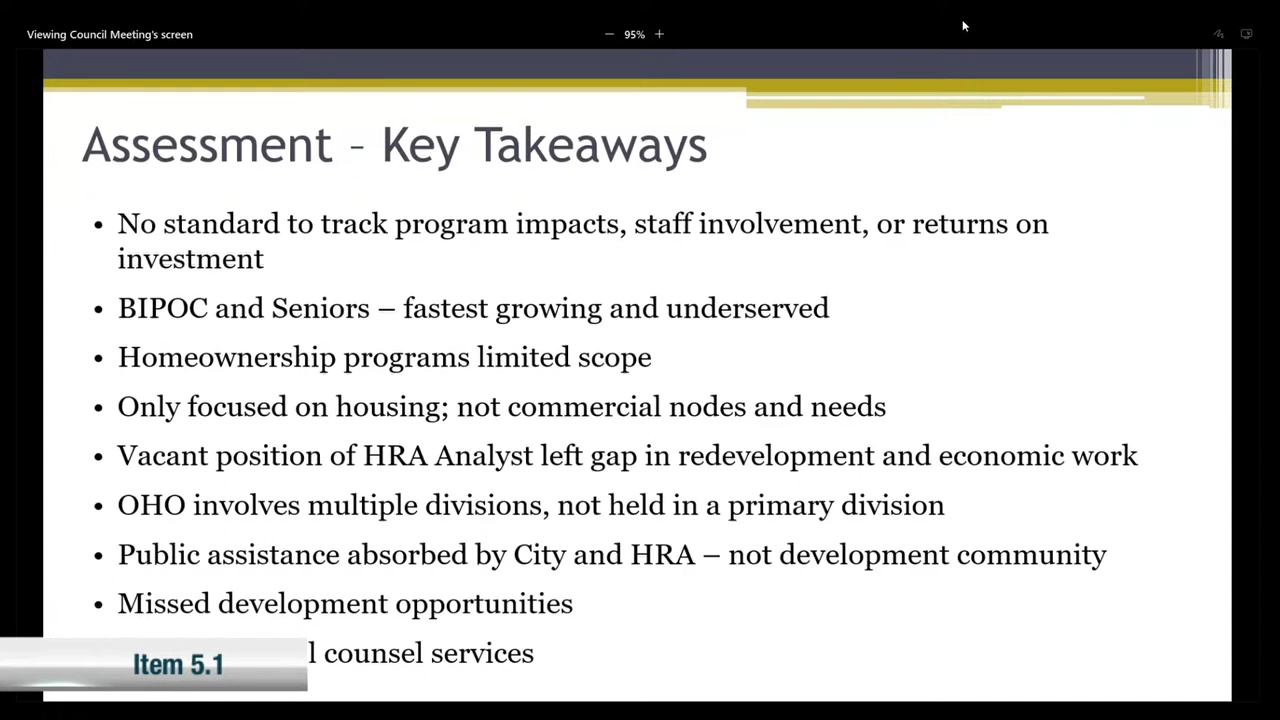 Viewing Council Meeting's screen
— 95% +
Assessment – Key Takeaways
• No standard to track program impacts, staff involvement, or returns on
investment
• BIPOC and Seniors – fastest growing and underserved
• Homeownership programs limited scope
• Only focused on housing; not commercial nodes and needs
• Vacant position of HRA Analyst left gap in redevelopment and economic work
• OHO involves multiple divisions, not held in a primary division
• Public assistance absorbed by City and HRA – not development community
• Missed development opportunities
counsel services
Item 5.1